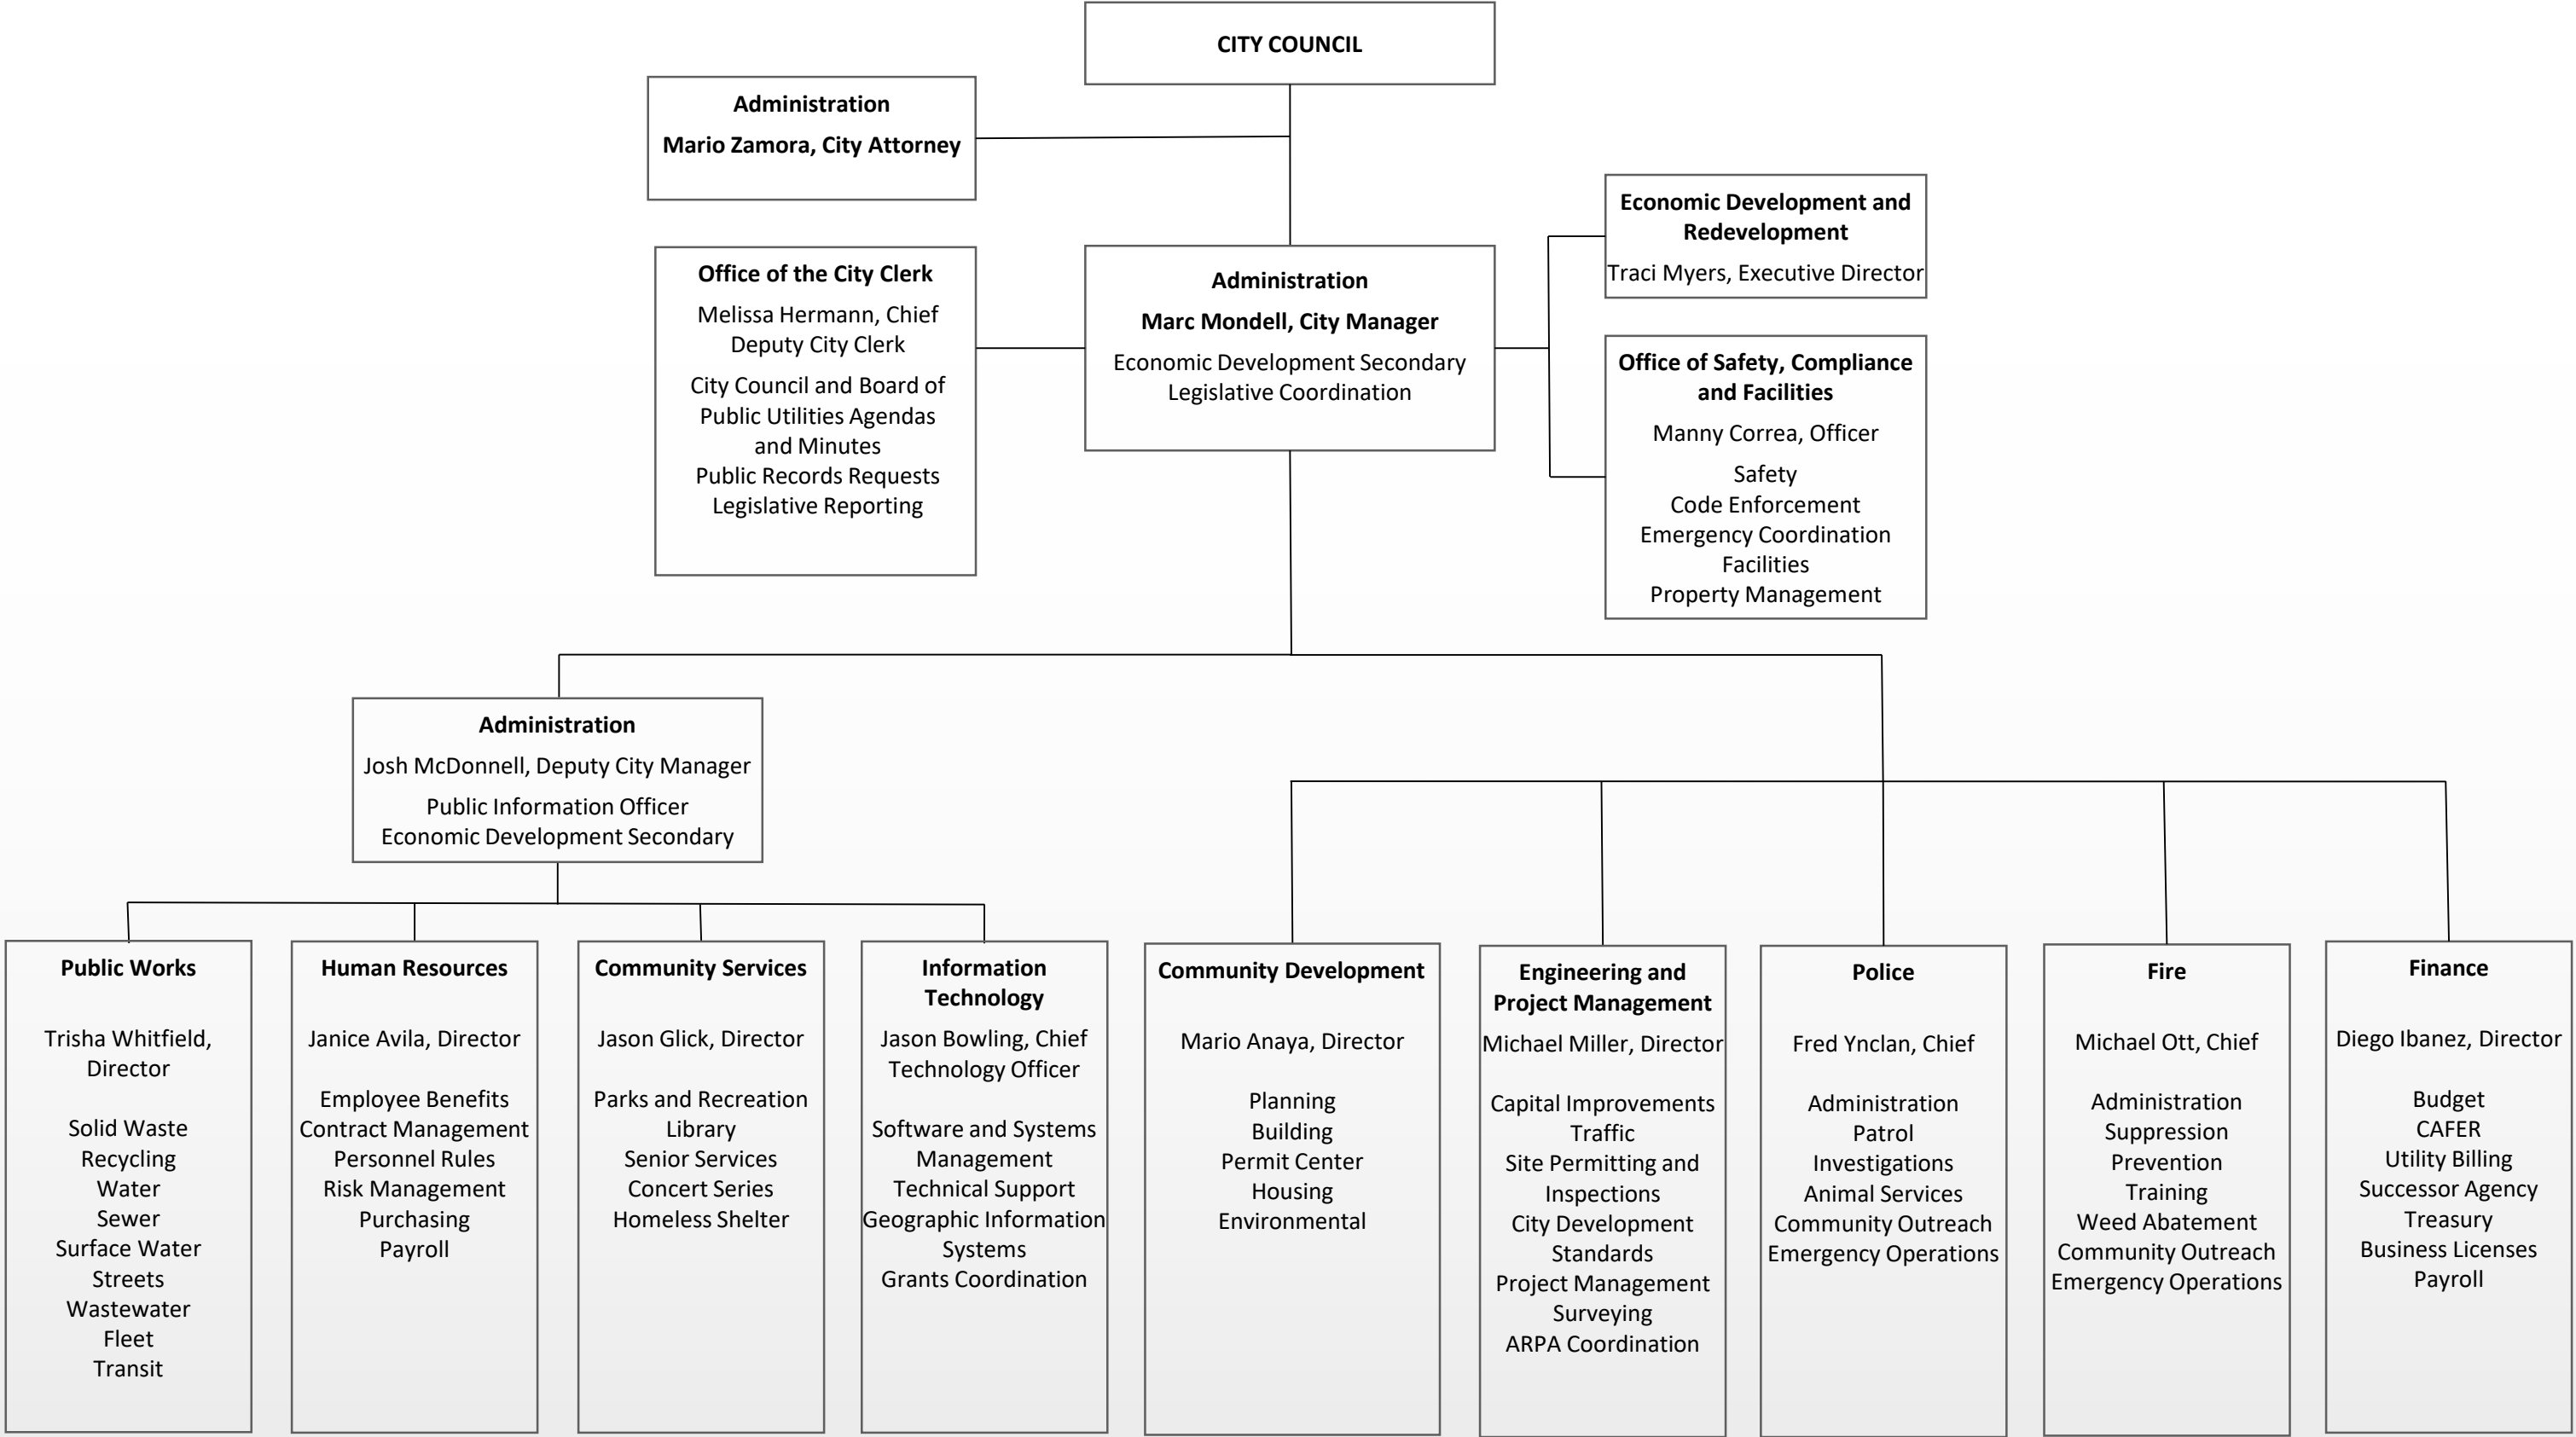 CITY COUNCIL
Administration
Mario Zamora, City Attorney
Economic Development and
Redevelopment
Traci Myers, Executive Director
Office of the City Clerk
Melissa Hermann, Chief
Deputy City Clerk
City Council and Board of
Public Utilities Agendas
and Minutes
Public Records Requests
Legislative Reporting
Administration
Marc Mondell, City Manager
Economic Development Secondary
Legislative Coordination
Office of Safety, Compliance
and Facilities
Manny Correa, Officer
Safety
Code Enforcement
Emergency Coordination
Facilities
Property Management
Administration
Josh McDonnell, Deputy City Manager
Public Information Officer
Economic Development Secondary
Public Works
Trisha Whitfield,
Director
Solid Waste
Recycling
Water
Sewer
Surface Water
Streets
Wastewater
Fleet
Transit
Human Resources
Janice Avila, Director
Employee Benefits
Contract Management
Personnel Rules
Risk Management
Purchasing
Payroll
Community Services
Jason Glick, Director
Parks and Recreation
Library
Senior Services
Concert Series
Homeless Shelter
Information
Technology
Jason Bowling, Chief
Technology Officer
Software and Systems
Management
Technical Support
Geographic Information
Systems
Grants Coordination
Community Development
Mario Anaya, Director
Planning
Building
Permit Center
Housing
Environmental
Engineering and
Project Management
Michael Miller, Director
Capital Improvements
Traffic
Site Permitting and
Inspections
City Development
Standards
Project Management
Surveying
ARPA Coordination
Police
Fred Ynclan, Chief
Administration
Patrol
Investigations
Animal Services
Community Outreach
Emergency Operations
Fire
Michael Ott, Chief
Administration
Suppression
Prevention
Training
Weed Abatement
Community Outreach
Emergency Operations
Finance
Diego Ibanez, Director
Budget
CAFER
Utility Billing
Successor Agency
Treasury
Business Licenses
Payroll